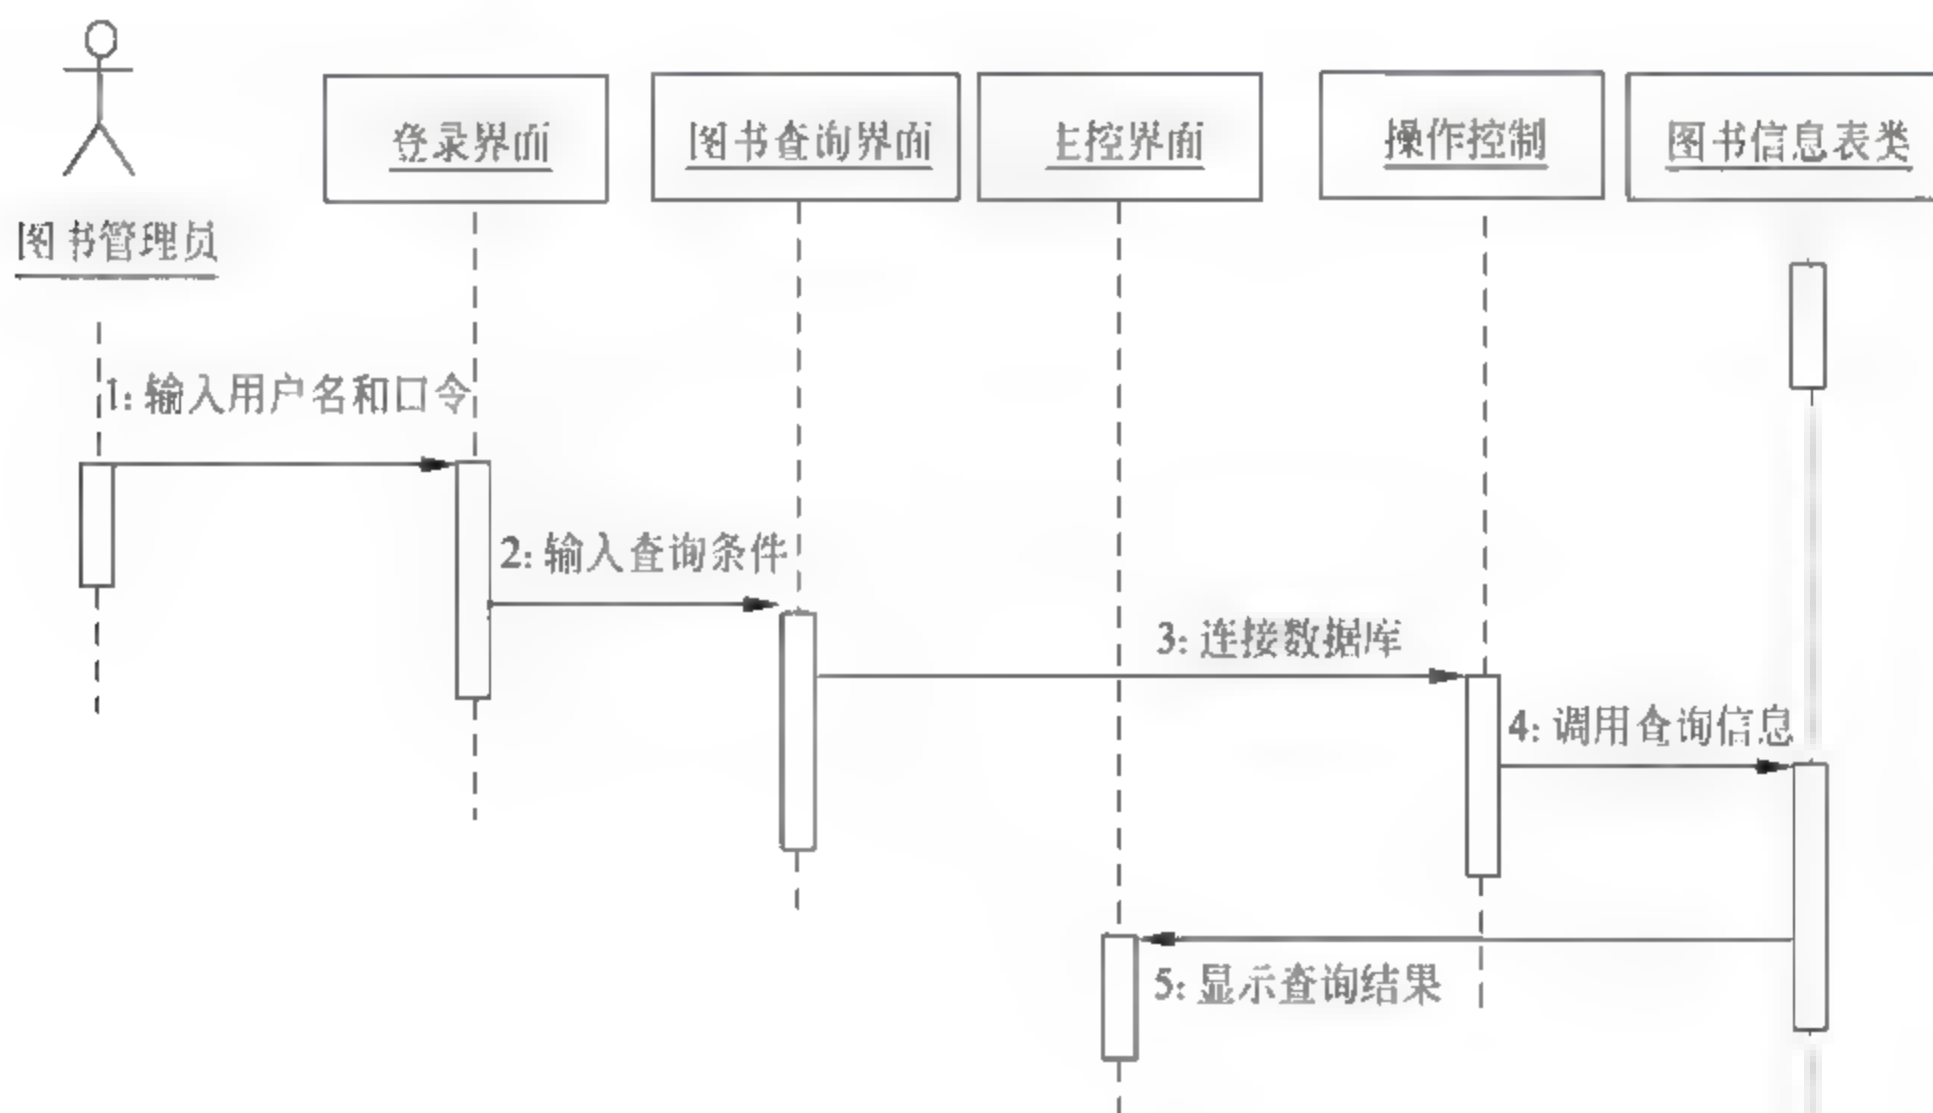 登录界面
图书查询界面
主控界面
操作控制
图书信息表类
图书管理员
1: 输入用户名和口令
2: 输入查询条件
3: 连接数据库
4: 调用查询信息
5: 显示查询结果